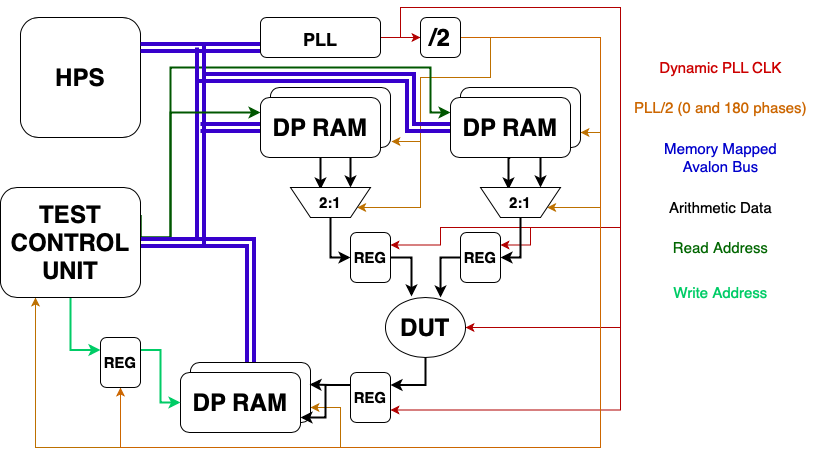 HPS
PLL
/2
Dynamic PLL CLK
PLL/2 (0 and 180 phases)
DP RAM
DP RAM
Memory Mapped
Avalon Bus
2:1
2:1
Arithmetic Data
TEST
CONTROL
UNIT
REG
REG
Read Address
Write Address
DUT
REG
DP RAM
REG